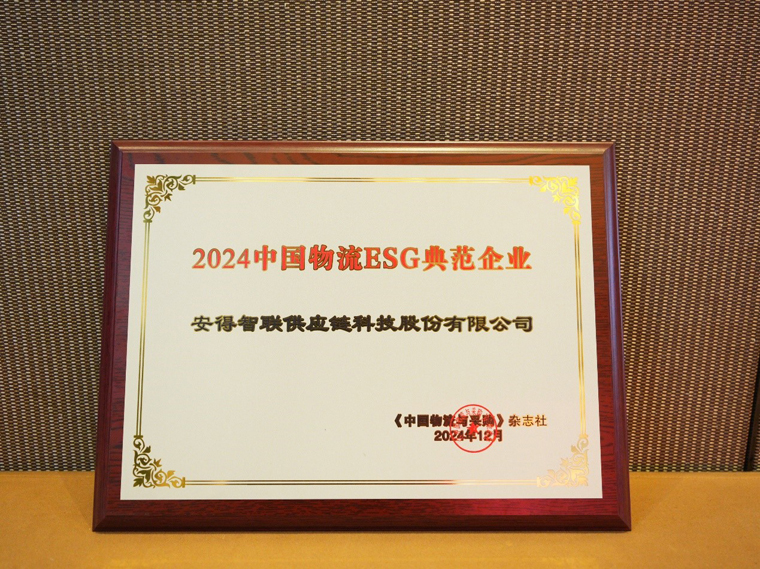 2024中国物流ESG典范企业
安得智联供应链科技股份有限公司
《中国物流与采购》杂志社
2024年12月